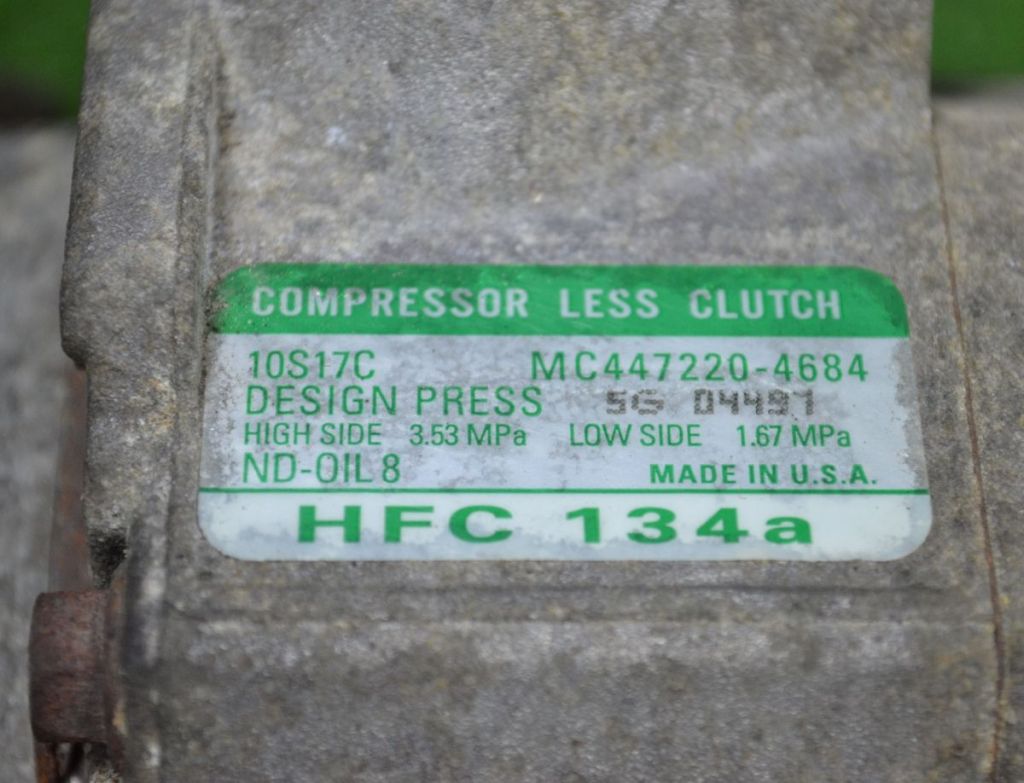 COMPRESSOR LESS CLUTCH
10S17C MC447220-4684
DESIGN PRESS 5G 04497
HIGH SIDE 3.53 MPa LOW SIDE 1.67 MPa
ND-OIL 8 MADE IN U.S.A.
HFC 134a